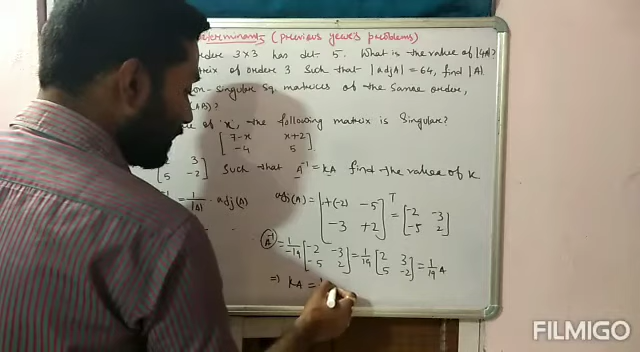 Determinants (previous years problems)
ordere 3×3 has det. 5. What is the value of |4A|?
matrix of order 3 such that |adjA| = 64, find |A|
non-singular sq. matrices of the same order,
(AB)?
of 'x', the following matrix is singular?
[7-x x+2
-4 5]
3
5 -2] such that A⁻¹ = kA find the value of k
= 1/|A| · adj(A) adj(A) = [+(-2) -5
-3 +2]ᵀ = [-2 -3
-5 2]
A⁻¹ = 1/-19 [-2 -3
-5 2] = 1/19 [2 3
5 -2] = 1/19 A
⇒ kA =
FILMIGO